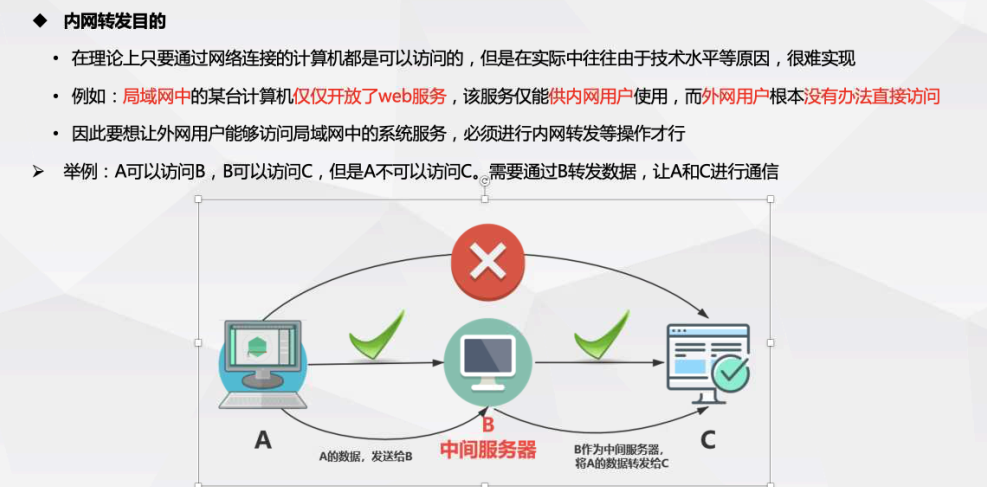 内网转发目的
在理论上只要通过网络连接的计算机都是可以访问的，但是在实际中往往由于技术水平等原因，很难实现
例如：局域网中的某台计算机仅仅开放了web服务，该服务仅能供内网用户使用，而外网用户根本没有办法直接访问
因此要想让外网用户能够访问局域网中的系统服务，必须进行内网转发等操作才行
举例：A可以访问B，B可以访问C，但是A不可以访问C。需要通过B转发数据，让A和C进行通信
A
A的数据，发送给B
B
中间服务器
B作为中间服务器，
将A的数据转发给C
C